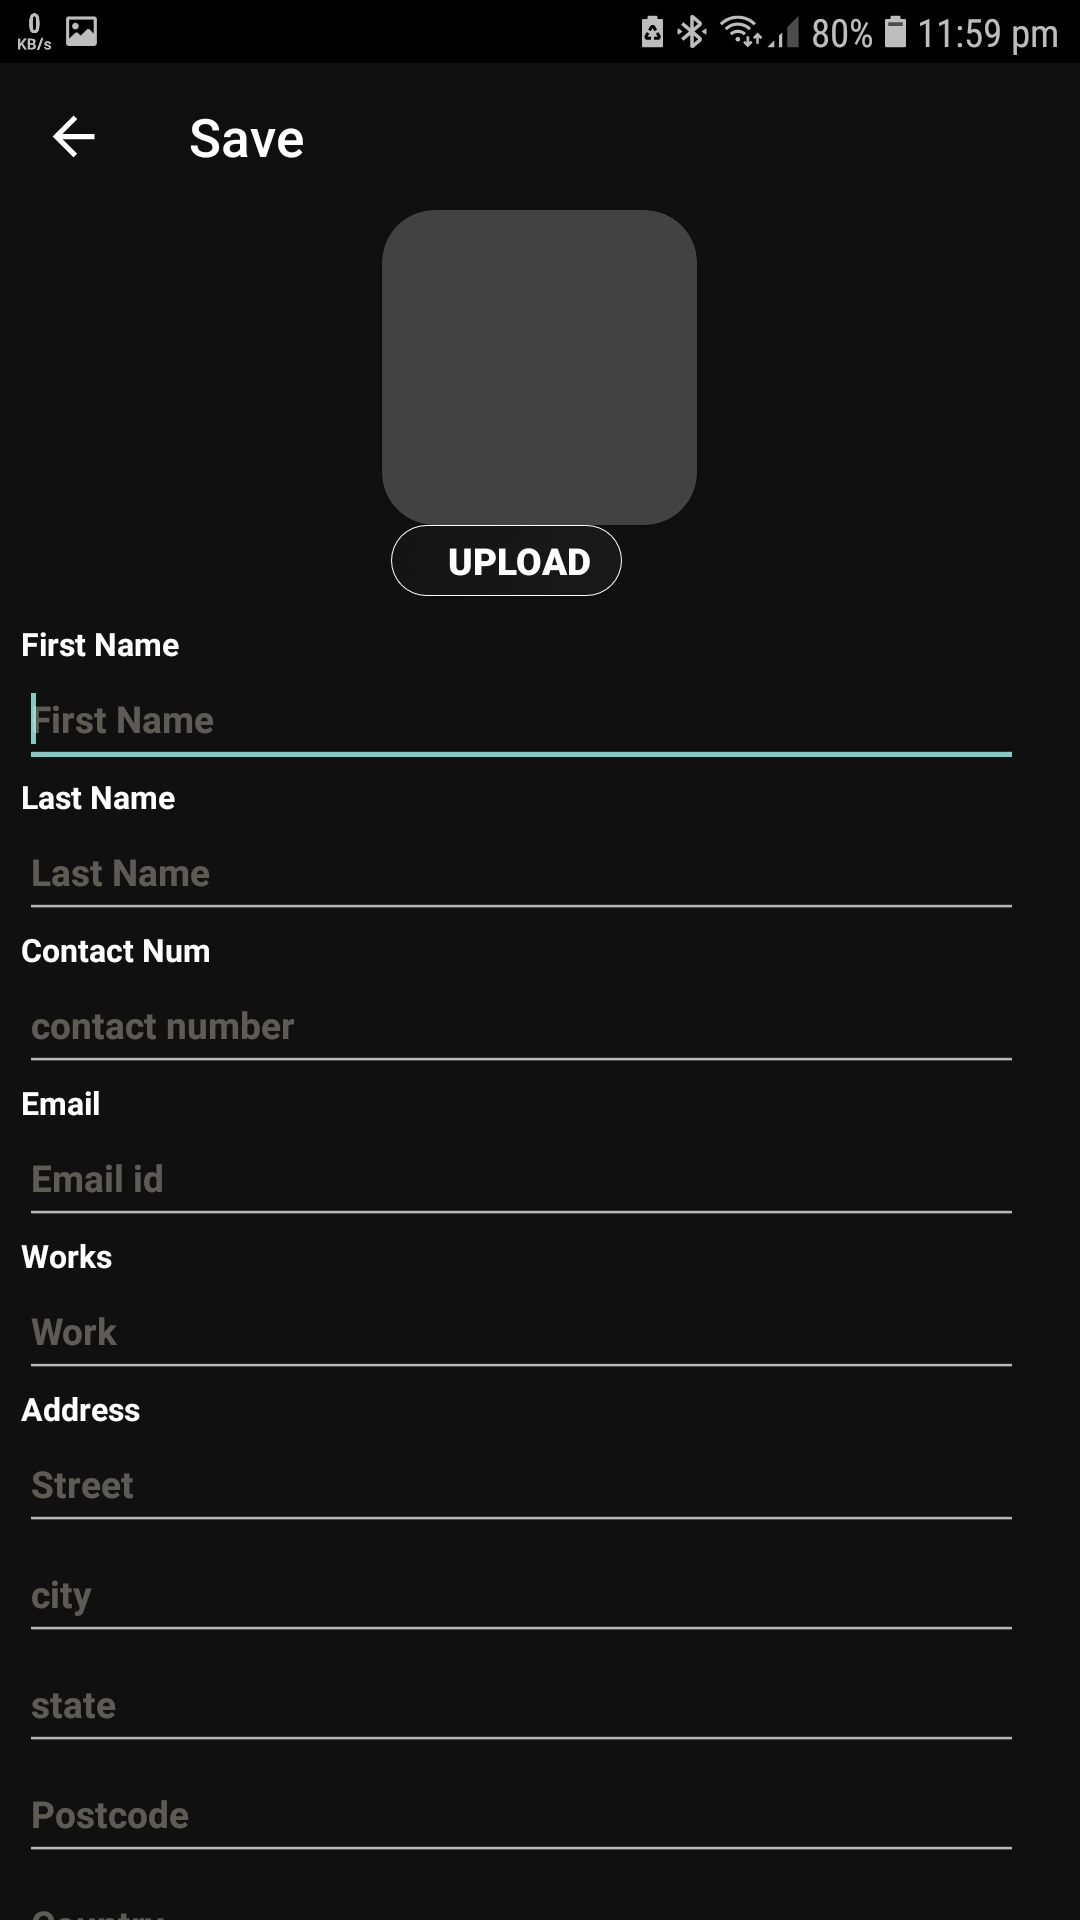 0
KB/s
80%
11:59 pm
Save
UPLOAD
First Name
First Name
Last Name
Last Name
Contact Num
contact number
Email
Email id
Works
Work
Address
Street
city
state
Postcode
Country